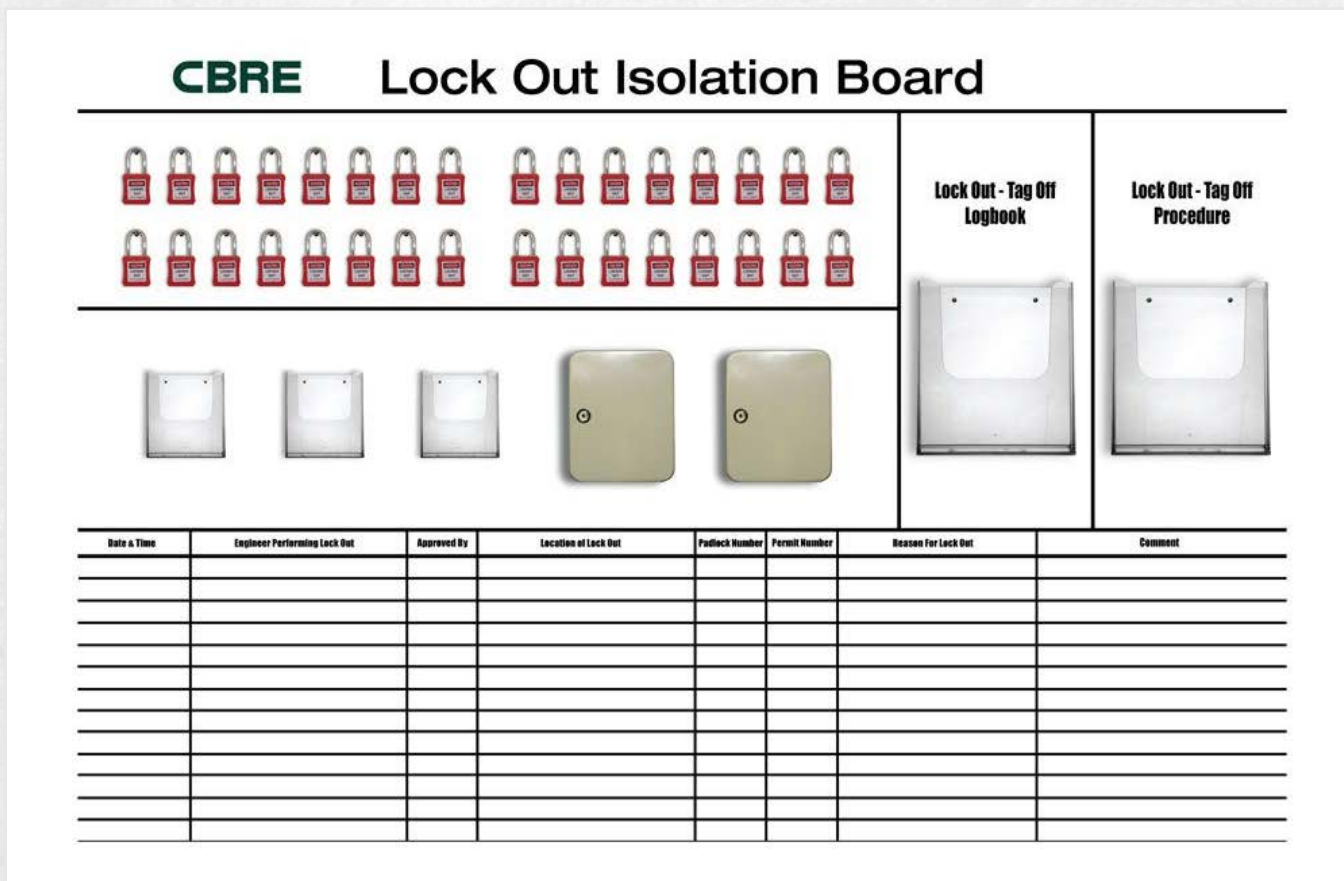 CBRE Lock Out Isolation Board
Lock Out - Tag Off
Logbook
Lock Out - Tag Off
Procedure
Date & Time Engineer Performing Lock Out Approved By Location of Lock Out Padlock Number Permit Number Reason For Lock Out Comment